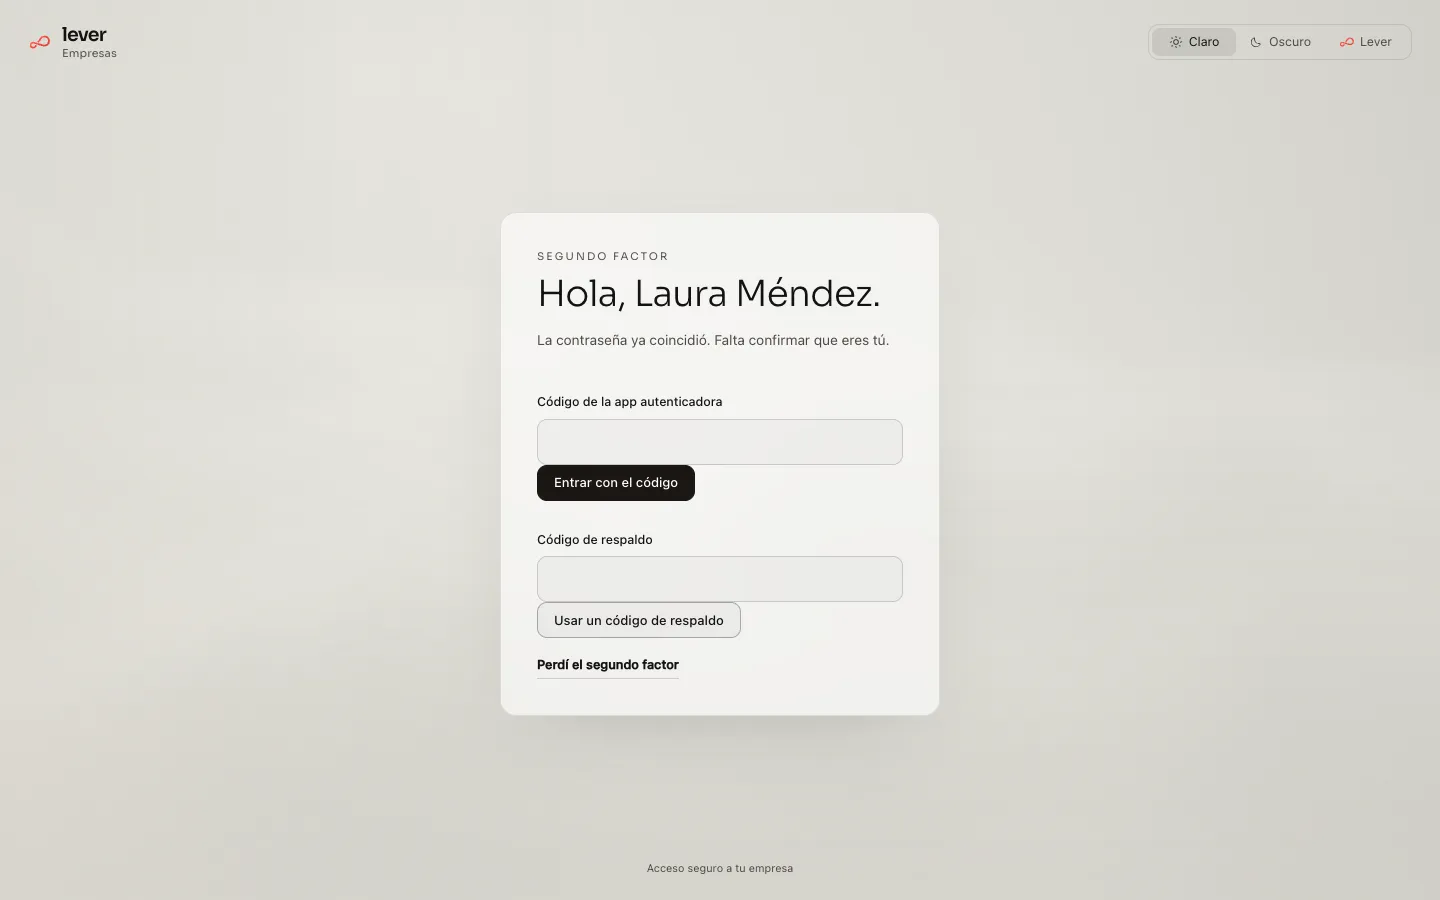 lever
Empresas
Claro
Oscuro
Lever
SEGUNDO FACTOR
Hola, Laura Méndez.
La contraseña ya coincidió. Falta confirmar que eres tú.
Código de la app autenticadora
Entrar con el código
Código de respaldo
Usar un código de respaldo
Perdí el segundo factor
Acceso seguro a tu empresa